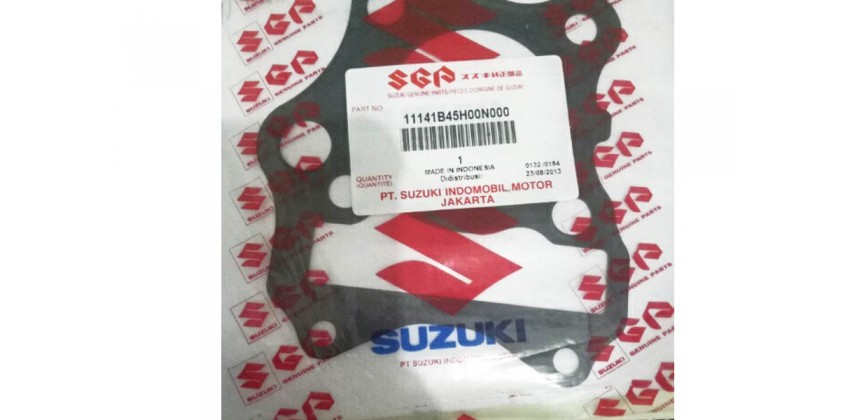 SGP スズキ純正部品
SUZUKI GENUINE PARTS/PIECES D'ORIGINE DE SUZUKI
PART NO.
11141B45H00N000
1
QUANTITY
(QUANTITE)
MADE IN INDONESIA
Didistribusi:
0132 /0184
23/08/2013
PT. SUZUKI INDOMOBIL MOTOR
JAKARTA
SUZUKI
PT SUZUKI
SGP
SUZUKI
GENUINE PARTS